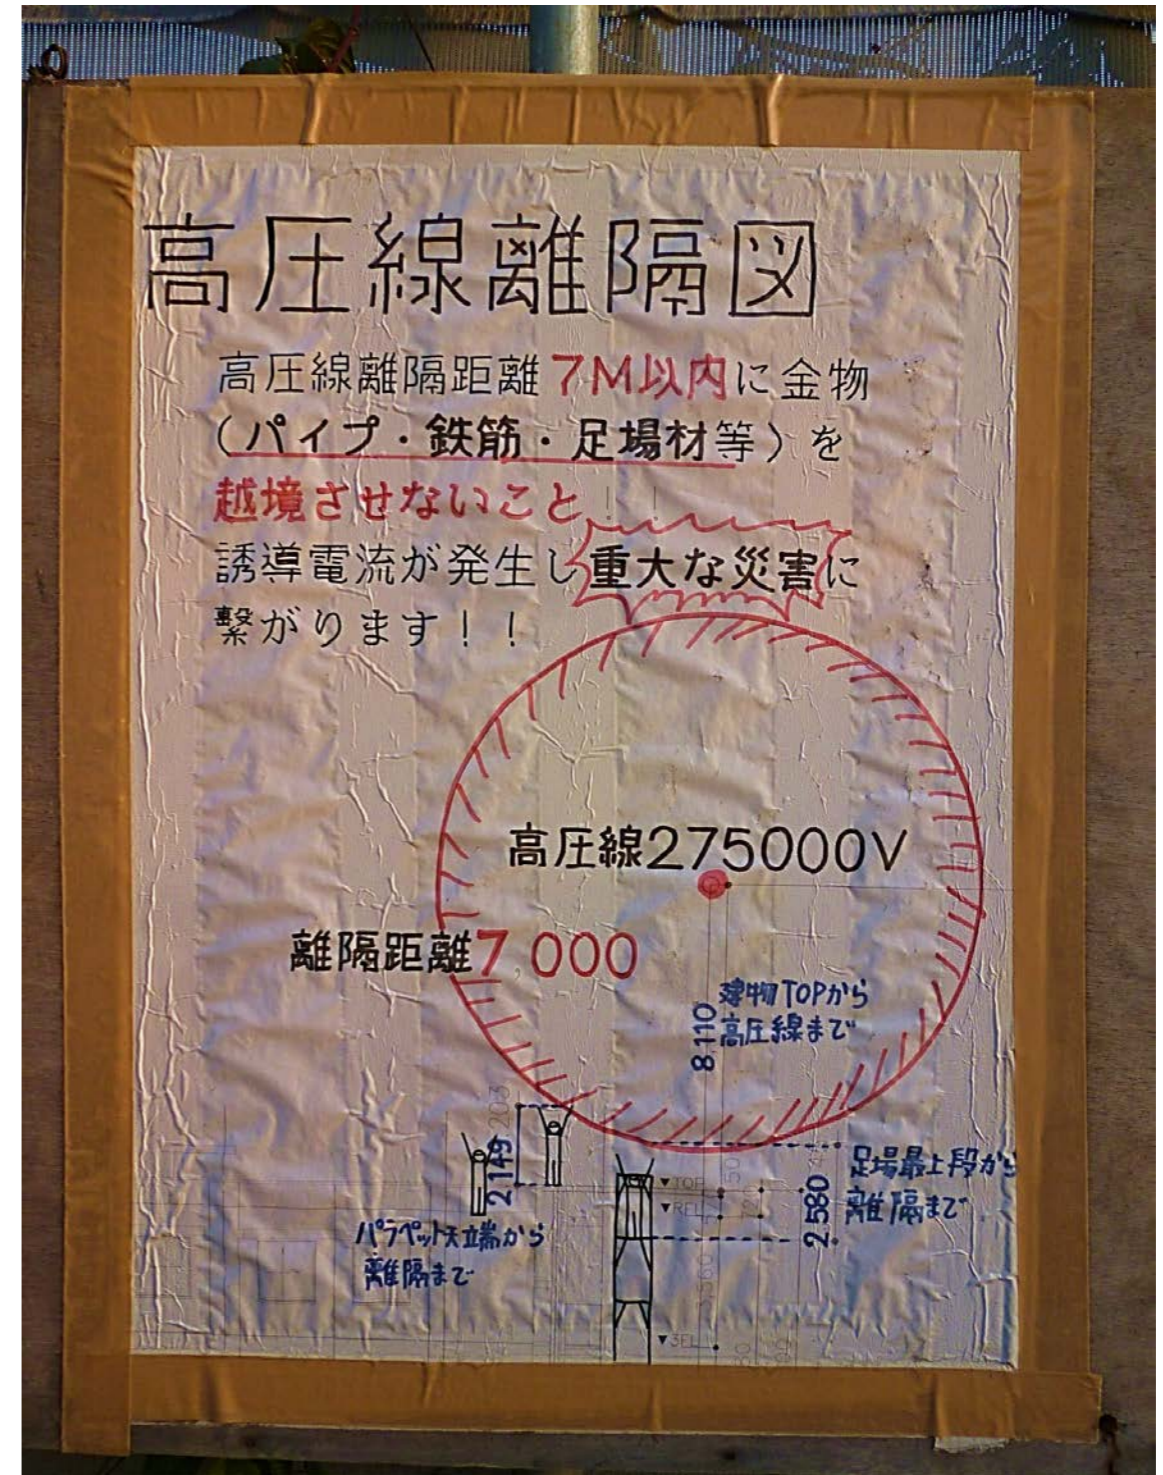 高圧線離隔図
高圧線離隔距離7M以内に金物
(パイプ・鉄筋・足場材等)を
越境させないこと!!
誘導電流が発生し重大な災害に
繋がります!!
高圧線275000V
離隔距離7,000
建物TOPから
高圧線まで
8,110
2,149
パラペット天端から
離隔まで
足場最上段から
離隔まで
2,580
▼TOP
▼RFL
▼3FL
203